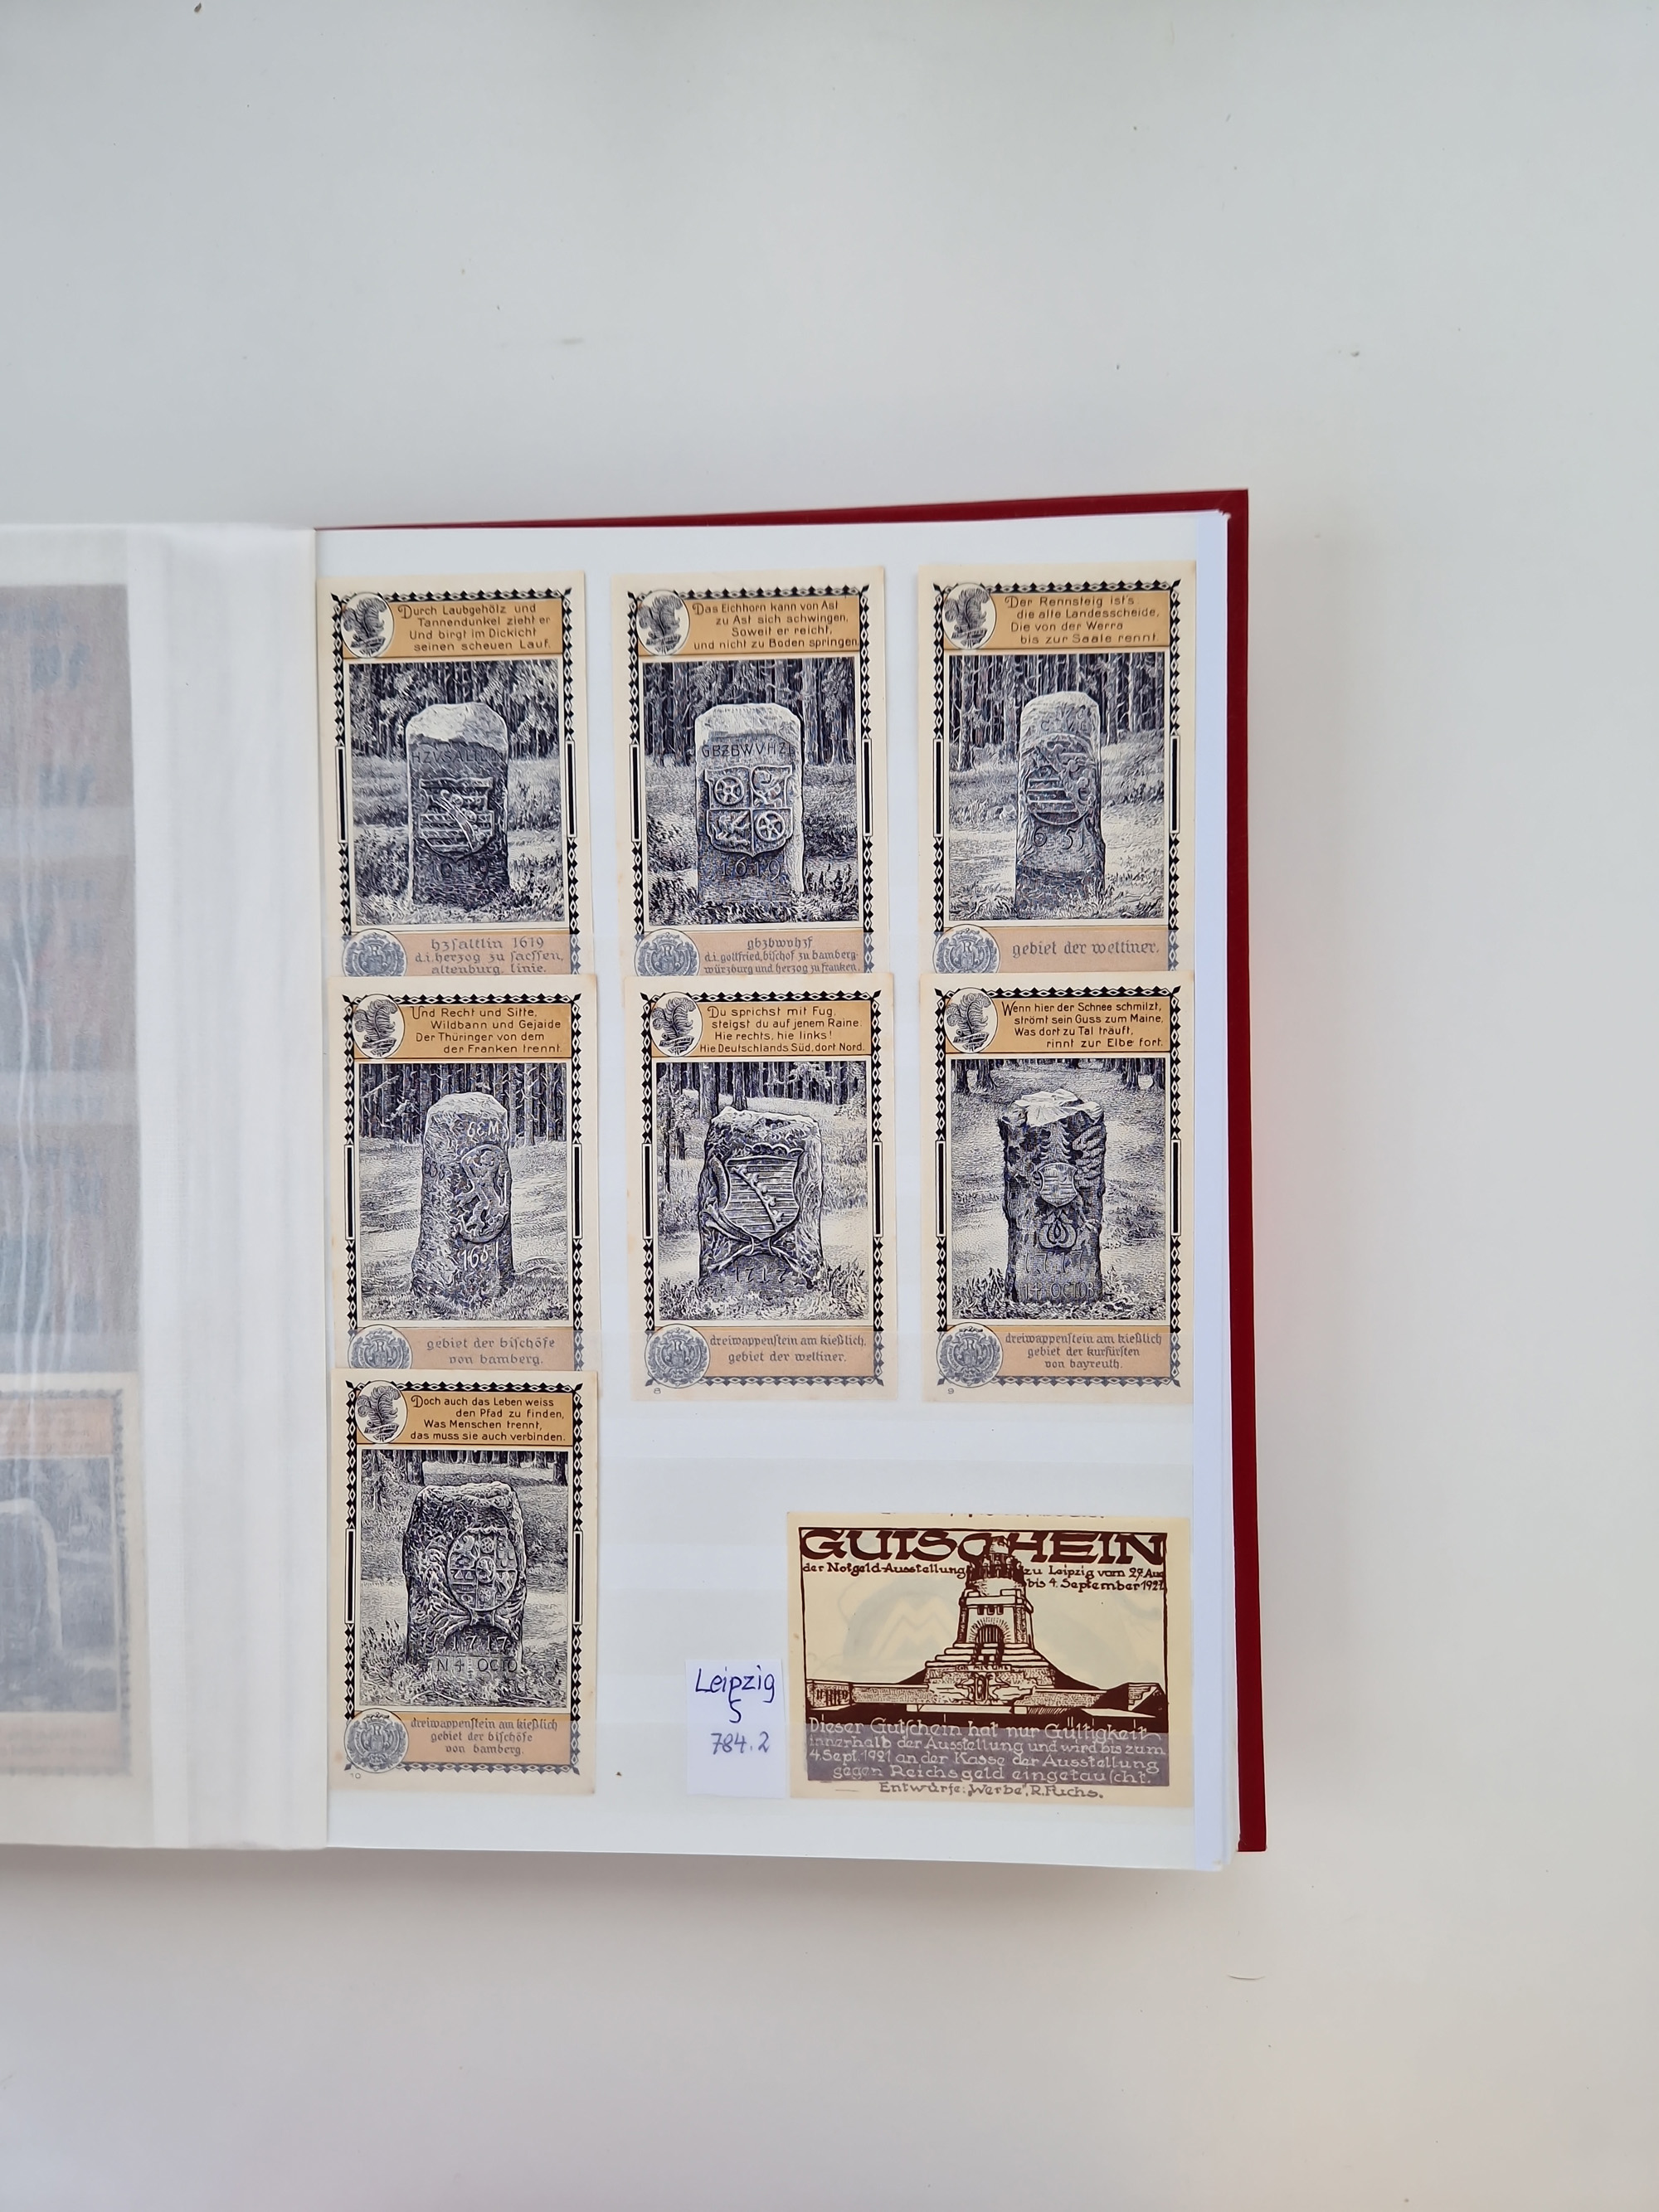 Durch Laubgehölz und
Tannendunkel zieht er
Und birgt im Dickicht
seinen scheuen Lauf.
1619
hzsaltlin 1619
d.i. herzog zu sachsen,
altenburg. linie.
Das Eichhorn kann von Ast
zu Ast sich schwingen,
Soweit er reicht,
und nicht zu Boden springen
GBZBWVHZ
1619
gbzbwvhzf
d.i. gottfried, bischof zu bamberg-
würzburg und herzog zu franken.
Der Rennsteig ist's
die alte Landesscheide,
Die von der Werra
bis zur Saale rennt.
R
gebiet der wettiner.
Und Recht und Sitte,
Wildbann und Gejaide
Der Thüringer von dem
der Franken trennt.
1651
R
gebiet der bischöfe
von bamberg.
Du sprichst mit Fug,
steigst du auf jenem Raine:
Hie rechts, hie links!
Hie Deutschlands Süd, dort Nord.
1717
R
dreiwappenstein am kießlich,
gebiet der wettiner.
8
Wenn hier der Schnee schmilzt,
strömt sein Guss zum Maine,
Was dort zu Tal träuft,
rinnt zur Elbe fort.
1717
14 OCTO
R
dreiwappenstein am kießlich
gebiet der kurfürsten
von bayreuth.
9
Doch auch das Leben weiss
den Pfad zu finden,
Was Menschen trennt,
das muss sie auch verbinden.
1717
N 4 OCTO
R
dreiwappenstein am kießlich
gebiet der bischöfe
von bamberg.
10
Leipzig
S
784.2
GUTSCHEIN
der Notgeld-Ausstellung zu Leipzig vom 29. Aug
bis 4. September 1921
Dieser Gutschein hat nur Gültigkeit
innerhalb der Ausstellung und wird bis zum
4. Sept. 1921 an der Kasse der Ausstellung
gegen Reichsgeld eingetauscht.
Entwürfe: „Werbe", R. Fuchs.